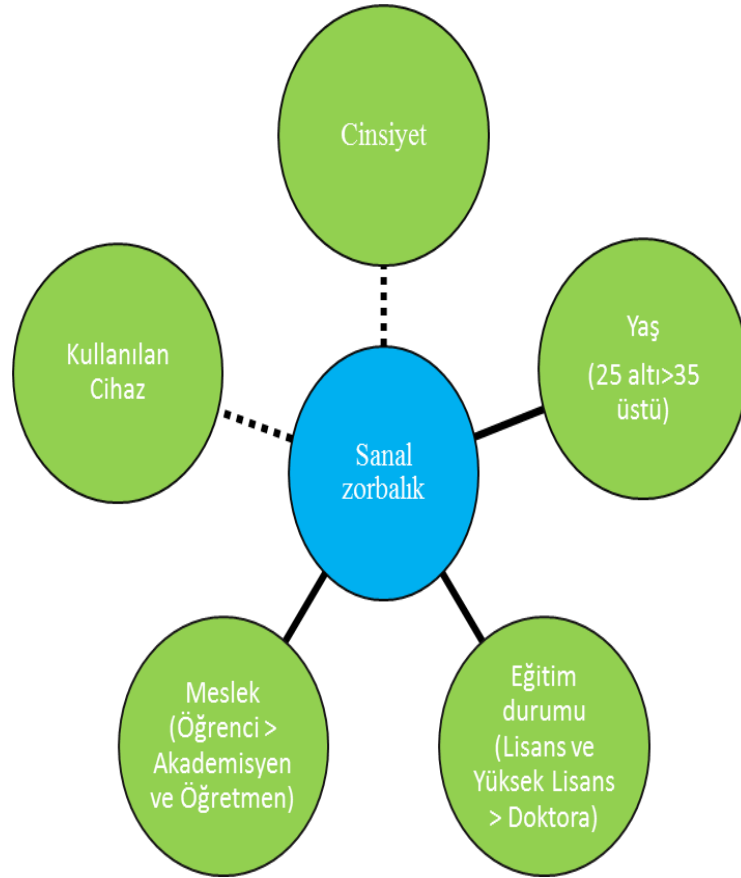 Cinsiyet
Yaş
(25 altı>35
üstü)
Kullanılan
Cihaz
Sanal
zorbalık
Meslek
(Öğrenci >
Akademisyen
ve Öğretmen)
Eğitim
durumu
(Lisans ve
Yüksek Lisans
> Doktora)